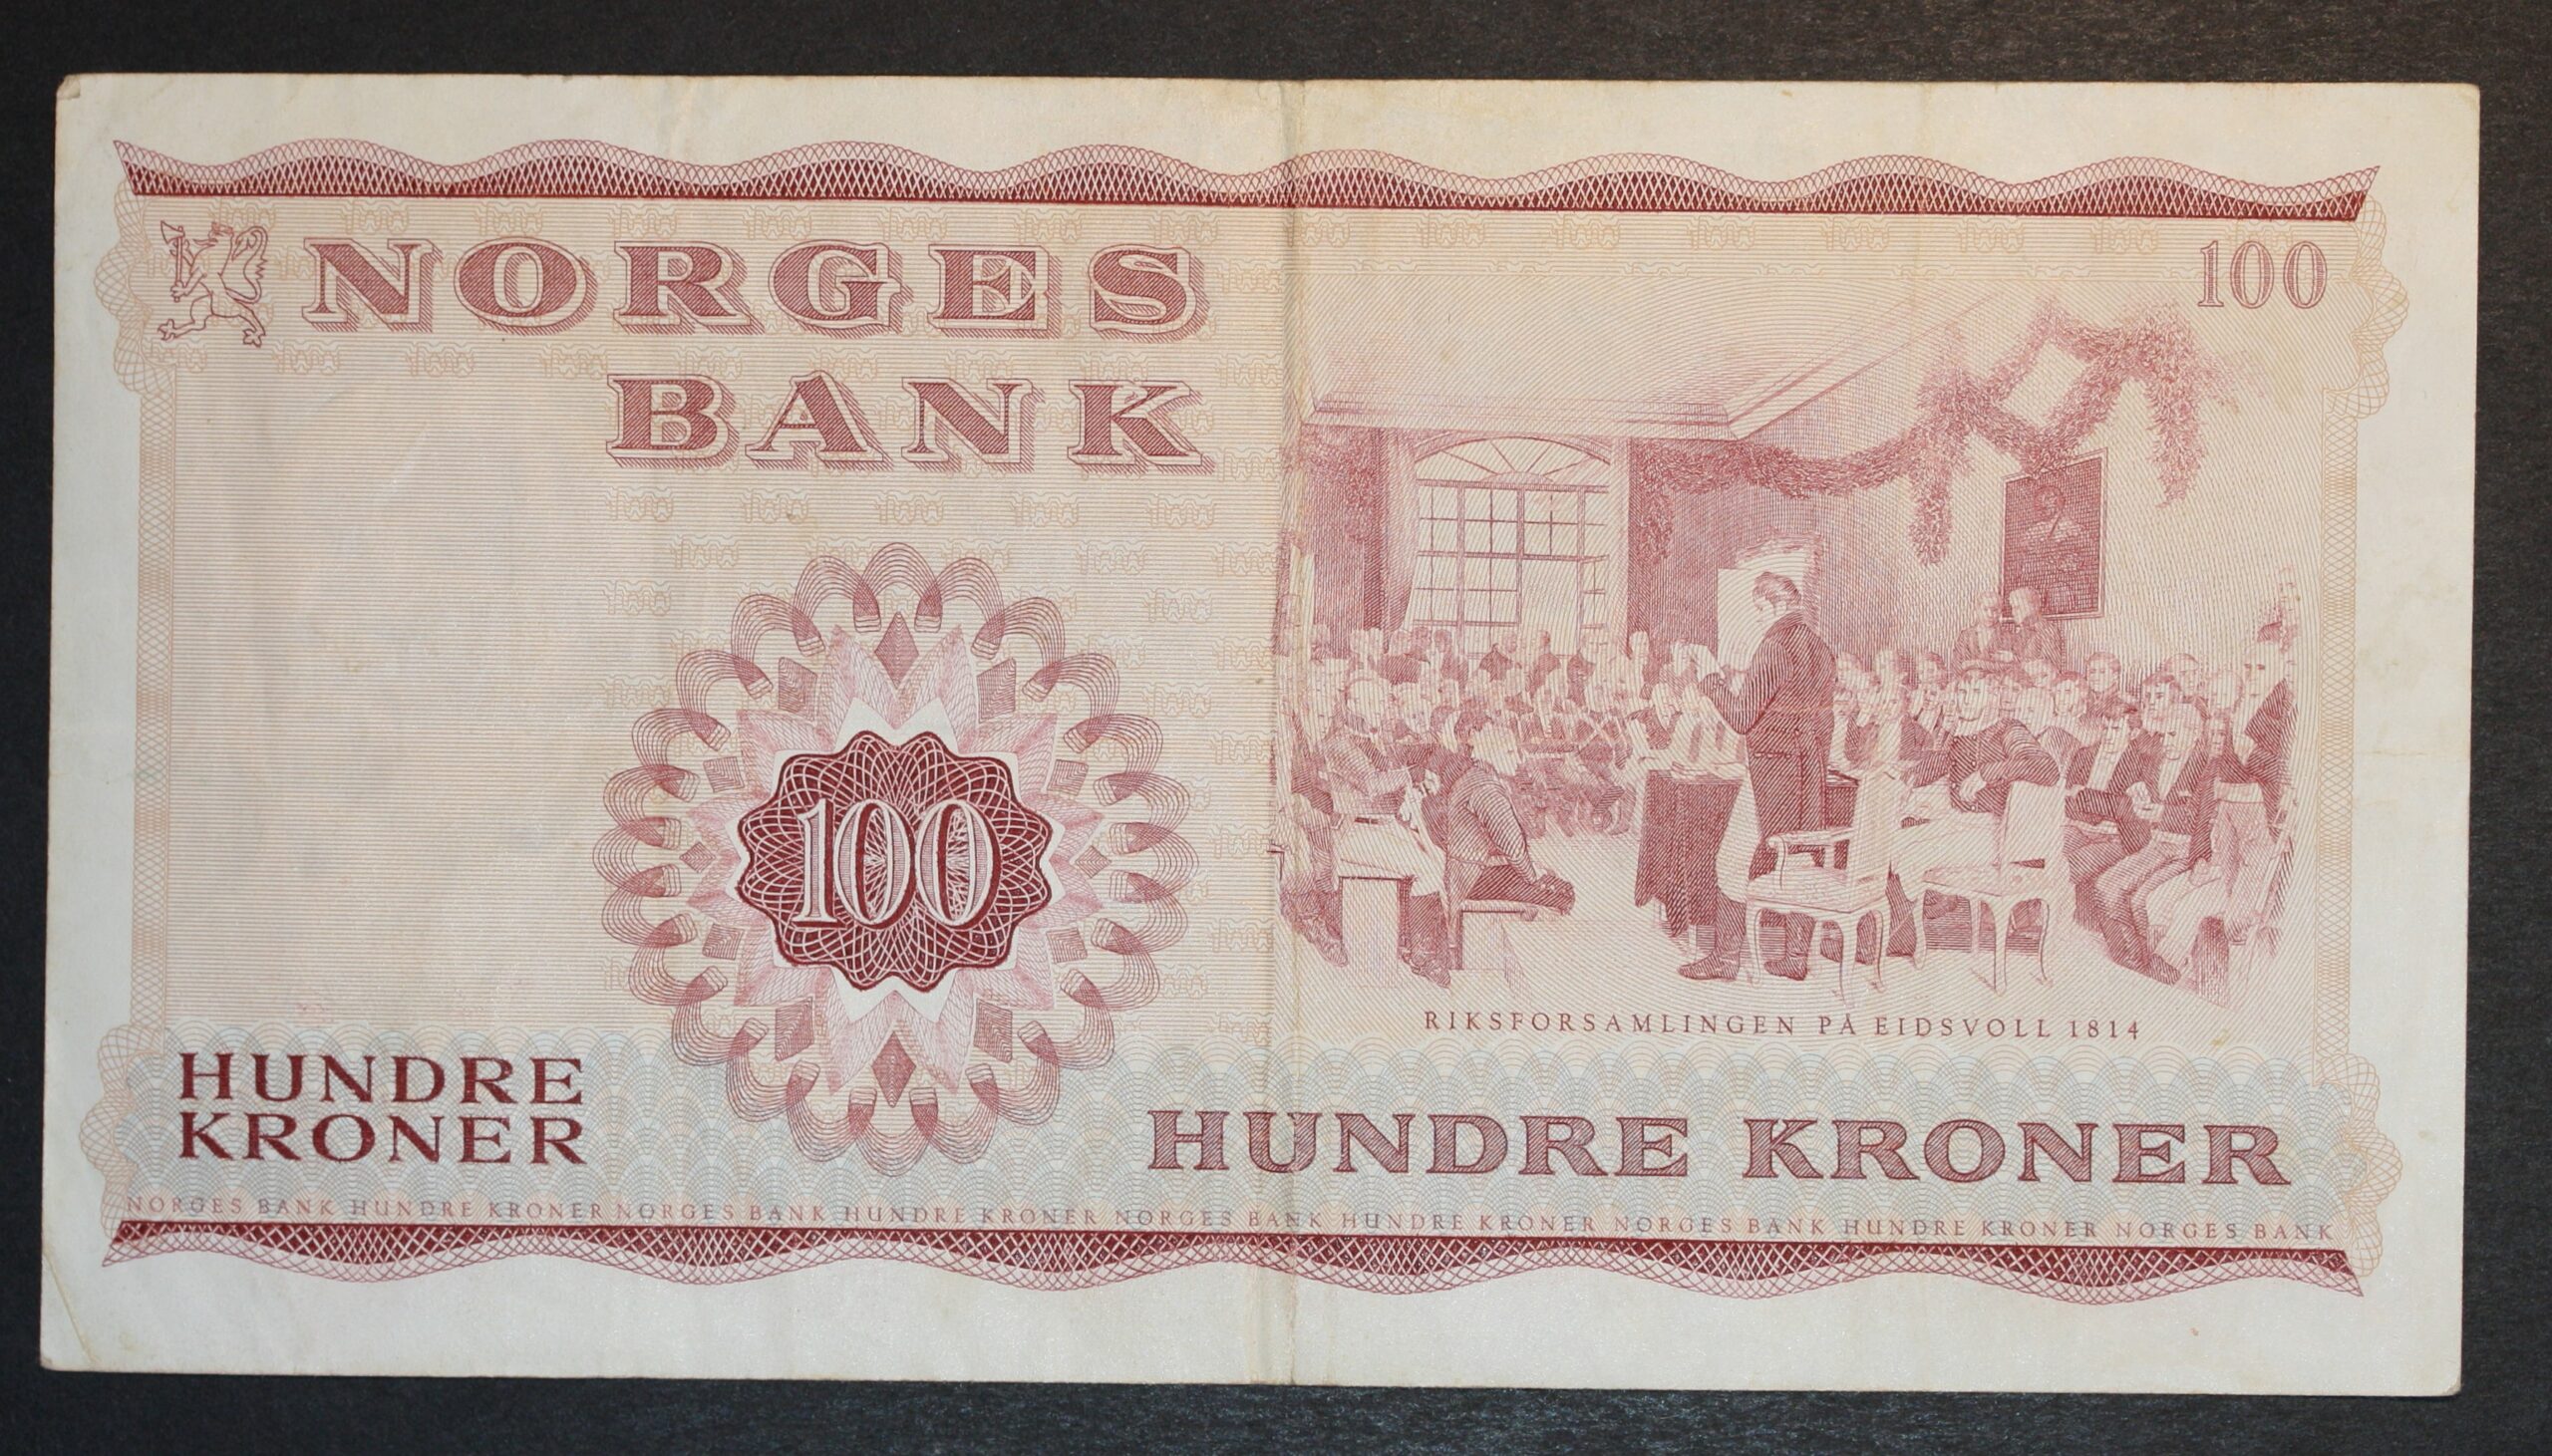 NORGES
BANK
100
100
RIKSFORSAMLINGEN PÅ EIDSVOLL 1814
HUNDRE
KRONER
HUNDRE KRONER
NORGES BANK HUNDRE KRONER NORGES BANK HUNDRE KRONER NORGES BANK HUNDRE KRONER NORGES BANK HUNDRE KRONER NORGES BANK